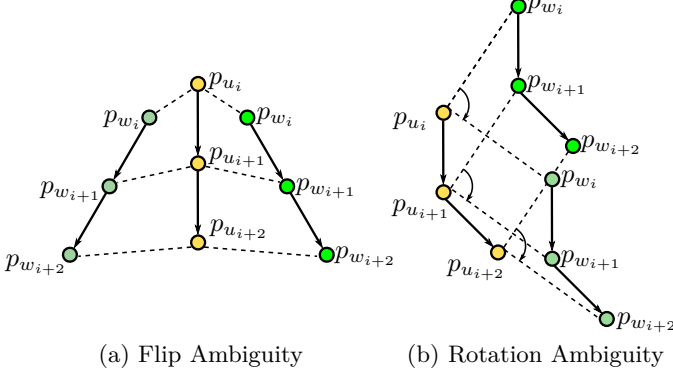 p_{u_i}
p_{w_i}
p_{w_i}
p_{u_{i+1}}
p_{w_{i+1}}
p_{w_{i+1}}
p_{u_{i+2}}
p_{w_{i+2}}
p_{w_{i+2}}
(a) Flip Ambiguity
p_{w_i}
p_{w_{i+1}}
p_{u_i}
p_{w_{i+2}}
p_{w_i}
p_{u_{i+1}}
p_{w_{i+1}}
p_{u_{i+2}}
p_{w_{i+2}}
(b) Rotation Ambiguity